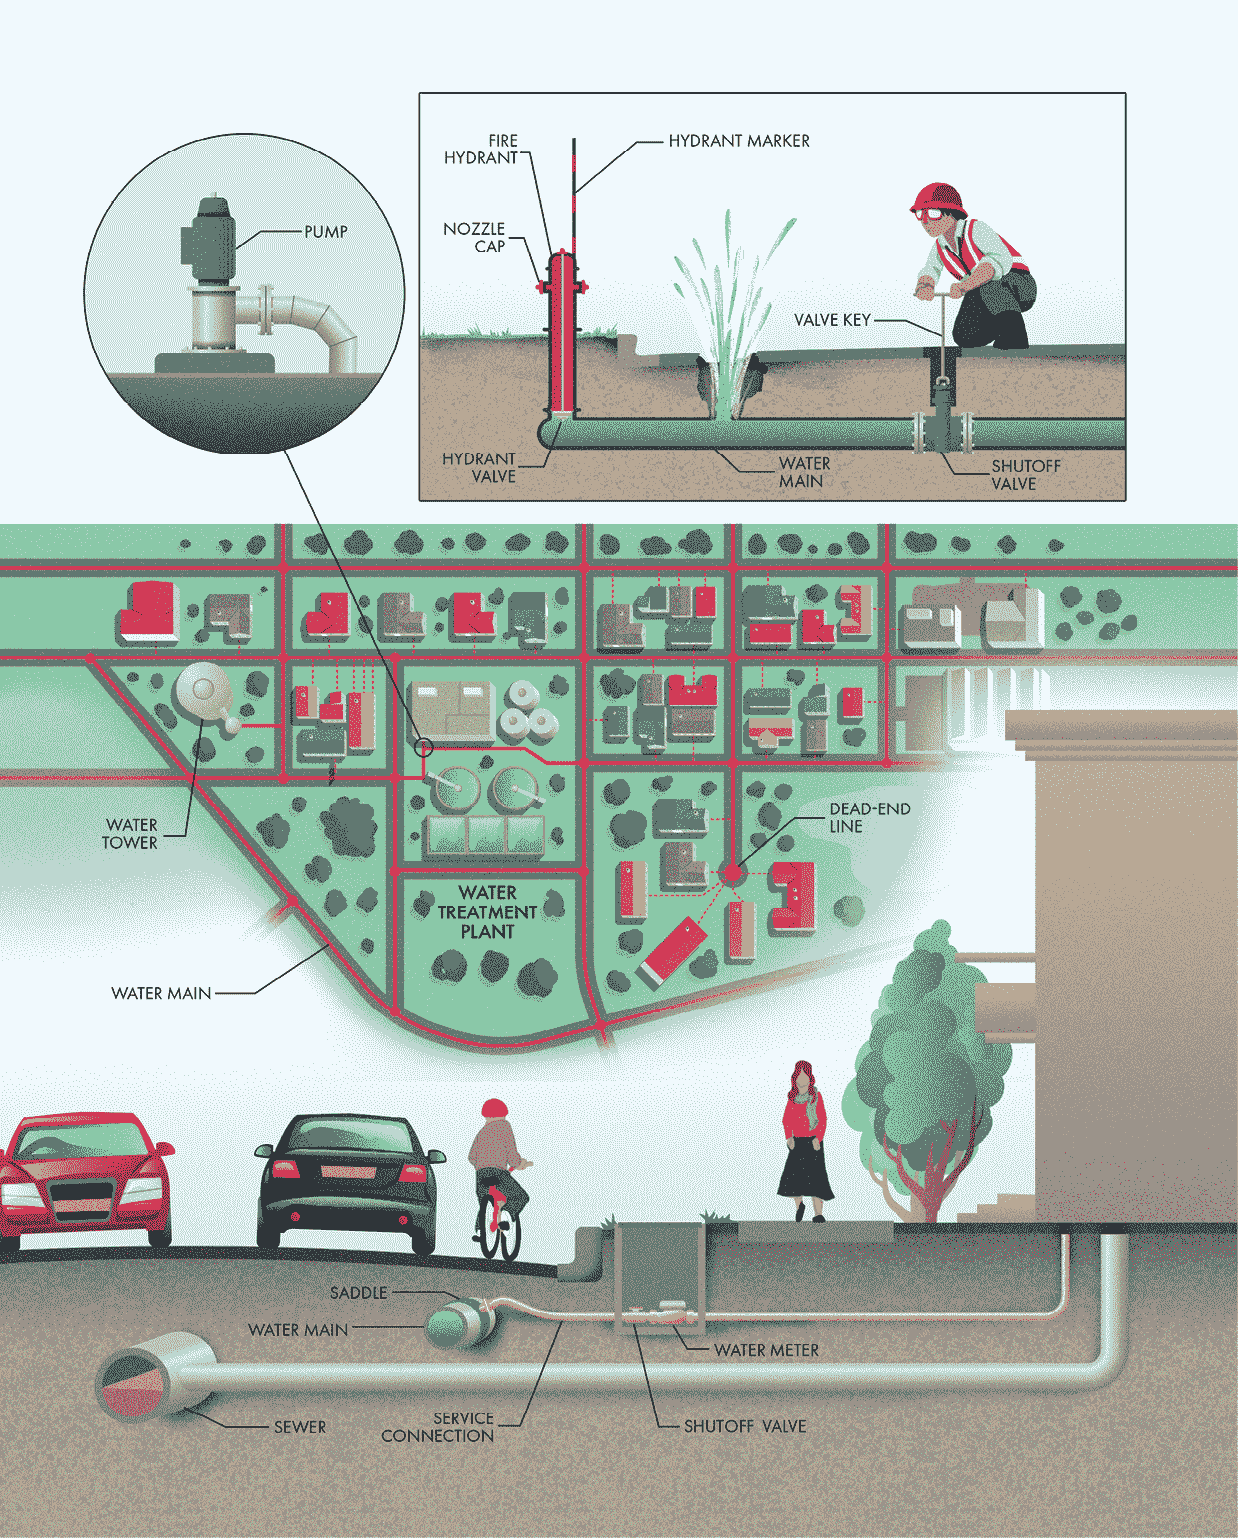 FIRE
HYDRANT
HYDRANT MARKER
NOZZLE
CAP
PUMP
VALVE KEY
HYDRANT
VALVE
WATER
MAIN
SHUTOFF
VALVE
WATER
TOWER
DEAD-END
LINE
WATER
TREATMENT
PLANT
WATER MAIN
SADDLE
WATER MAIN
WATER METER
SEWER
SERVICE
CONNECTION
SHUTOFF VALVE